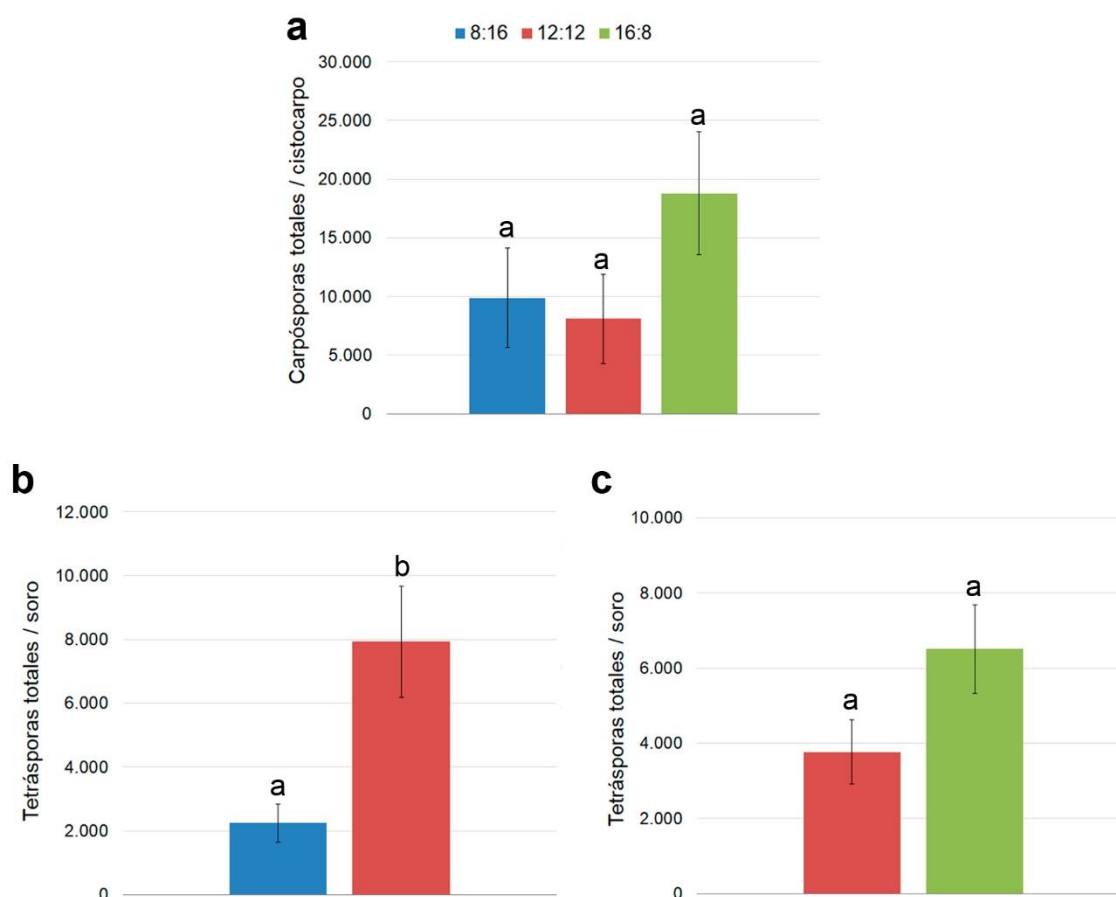 a
8:16 12:12 16:8
Carpósporas totales / cistocarpo
30.000
25.000
20.000
15.000
10.000
5.000
0
a
a
a
b
Tetrásporas totales / soro
12.000
10.000
8.000
6.000
4.000
2.000
0
a
b
c
Tetrásporas totales / soro
10.000
8.000
6.000
4.000
2.000
0
a
a